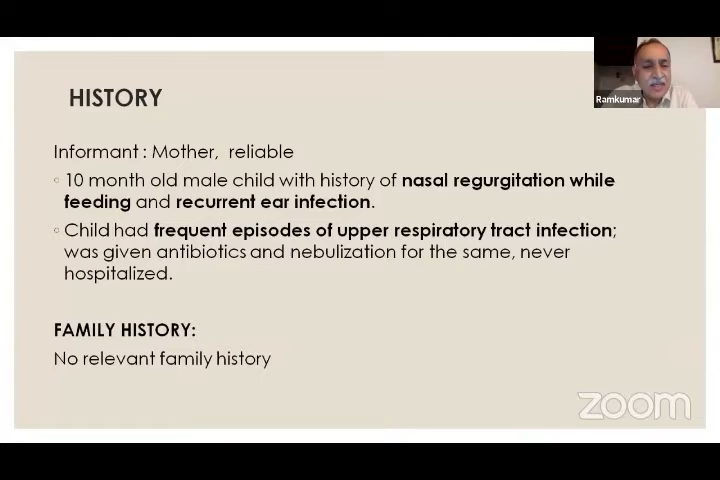 Ramkumar
HISTORY
Informant : Mother, reliable
◦ 10 month old male child with history of nasal regurgitation while
feeding and recurrent ear infection.
◦ Child had frequent episodes of upper respiratory tract infection;
was given antibiotics and nebulization for the same, never
hospitalized.
FAMILY HISTORY:
No relevant family history
zoom